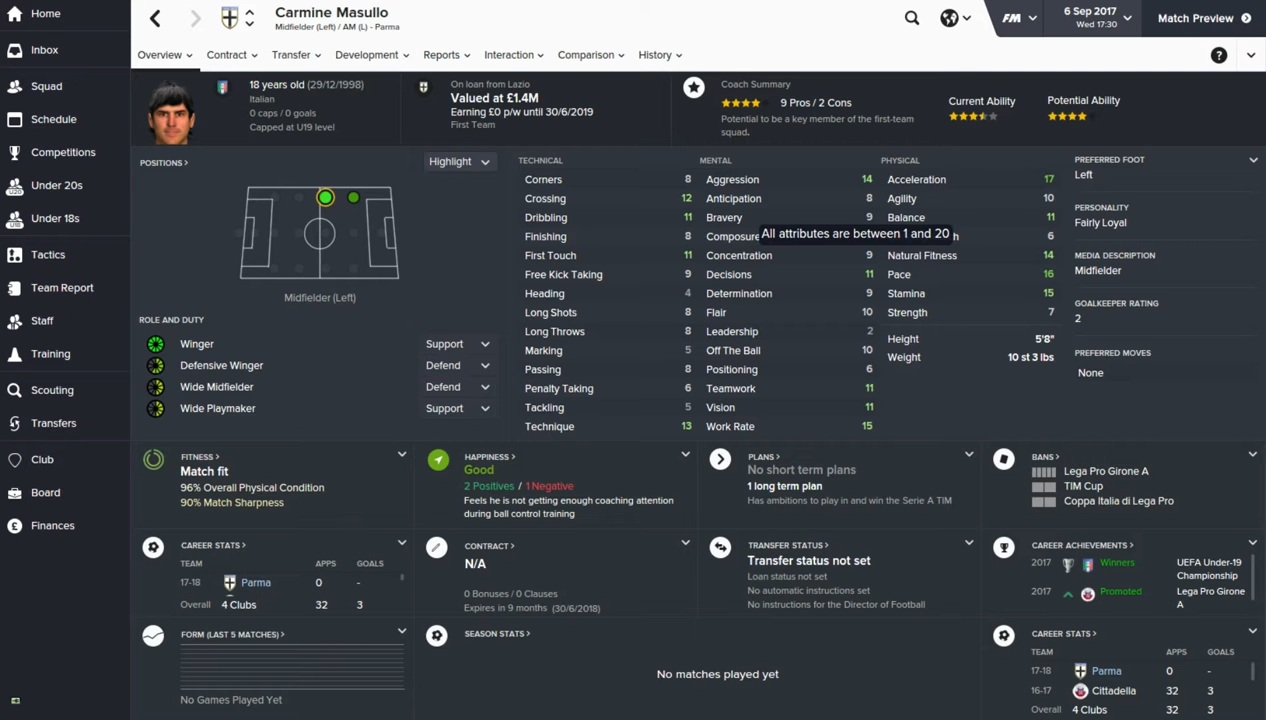 Home
Inbox
Squad
Schedule
Competitions
Under 20s
Under 18s
Tactics
Team Report
Staff
Training
Scouting
Transfers
Club
Board
Finances
Carmine Masullo
Midfielder (Left) / AM (L) - Parma
FM
6 Sep 2017
Wed 17:30
Match Preview
Overview Contract Transfer Development Reports Interaction Comparison History
18 years old (29/12/1998)
Italian
0 caps / 0 goals
Capped at U19 level
On loan from Lazio
Valued at £1.4M
Earning £0 p/w until 30/6/2019
First Team
Coach Summary
9 Pros / 2 Cons
Potential to be a key member of the first-team
squad.
Current Ability
Potential Ability
POSITIONS >
Highlight
Midfielder (Left)
ROLE AND DUTY
Winger Support
Defensive Winger Defend
Wide Midfielder Defend
Wide Playmaker Support
TECHNICAL
Corners 8
Crossing 12
Dribbling 11
Finishing 8
First Touch 11
Free Kick Taking 9
Heading 4
Long Shots 8
Long Throws 8
Marking 5
Passing 8
Penalty Taking 6
Tackling 5
Technique 13
MENTAL
Aggression 14
Anticipation 8
Bravery 9
Composure
All attributes are between 1 and 20
Concentration 9
Decisions 11
Determination 9
Flair 10
Leadership 2
Off The Ball 10
Positioning 6
Teamwork 11
Vision 11
Work Rate 15
PHYSICAL
Acceleration 17
Agility 10
Balance 11
h 6
Natural Fitness 14
Pace 16
Stamina 15
Strength 7
Height 5'8"
Weight 10 st 3 lbs
PREFERRED FOOT
Left
PERSONALITY
Fairly Loyal
MEDIA DESCRIPTION
Midfielder
GOALKEEPER RATING
2
PREFERRED MOVES
None
FITNESS >
Match fit
96% Overall Physical Condition
90% Match Sharpness
HAPPINESS >
Good
2 Positives / 1 Negative
Feels he is not getting enough coaching attention
during ball control training
PLANS >
No short term plans
1 long term plan
Has ambitions to play in and win the Serie A TIM
BANS >
Lega Pro Girone A
TIM Cup
Coppa Italia di Lega Pro
CAREER STATS >
TEAM APPS GOALS
17-18 Parma 0 -
Overall 4 Clubs 32 3
CONTRACT >
N/A
0 Bonuses / 0 Clauses
Expires in 9 months (30/6/2018)
TRANSFER STATUS >
Transfer status not set
Loan status not set
No automatic instructions set
No instructions for the Director of Football
CAREER ACHIEVEMENTS >
2017 Winners UEFA Under-19
Championship
2017 Promoted Lega Pro Girone
A
FORM (LAST 5 MATCHES) >
No Games Played Yet
SEASON STATS >
No matches played yet
CAREER STATS >
TEAM APPS GOALS
17-18 Parma 0 -
16-17 Cittadella 32 3
Overall 4 Clubs 32 3